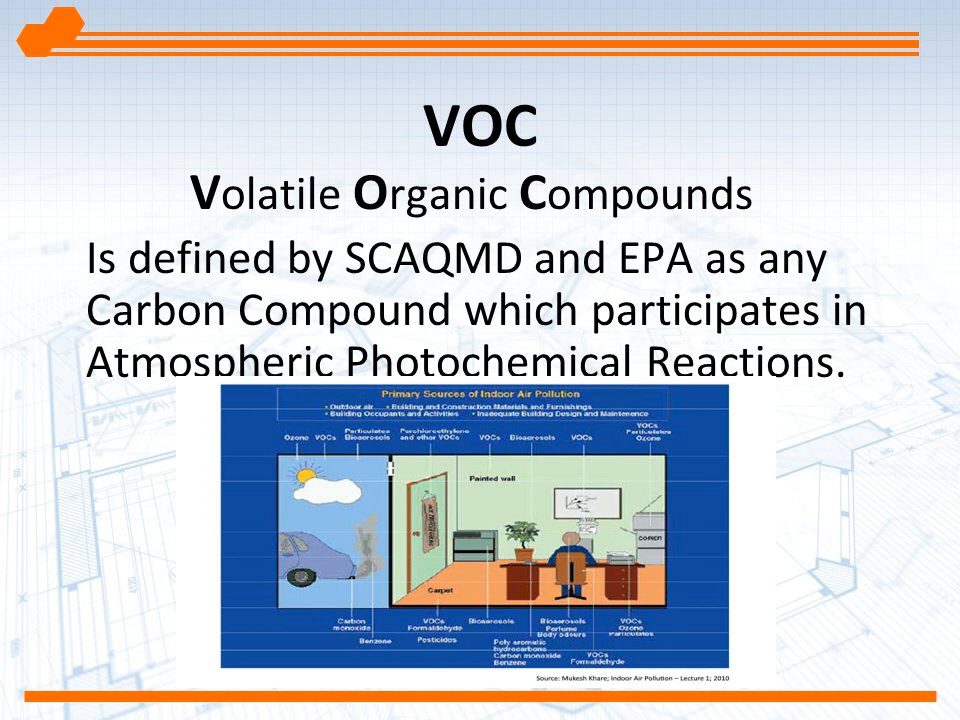 VOC
Volatile Organic Compounds
Is defined by SCAQMD and EPA as any
Carbon Compound which participates in
Atmospheric Photochemical Reactions.
Primary Sources of Indoor Air Pollution
• Outdoor air • Building and Construction Materials and Furnishings
• Building Occupants and Activities • Inadequate Building Design and Maintenence
Ozone VOCs Particulates Bioaerosols Perchloroethylene and other VOCs VOCs Bioaerosols VOCs VOCs Particulates Ozone
Painted wall
COPIER
Carpet
Carbon monoxide VOCs Formaldehyde Bioaerosols Bioaerosols Perfume Body odours VOCs Ozone Particulates
Benzene Pesticides Poly aromatic hydrocarbons Carbon monoxide Benzene VOCs Formaldehyde
Source: Mukesh Khare; Indoor Air Pollution – Lecture 1; 2010